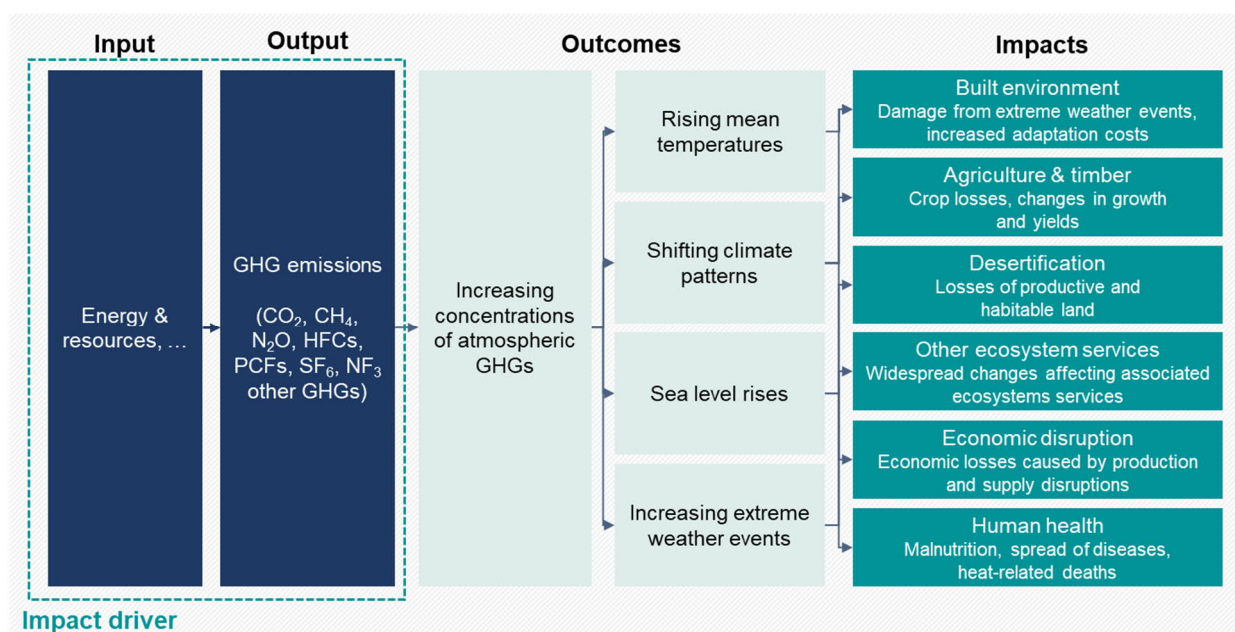 Input
Output
Outcomes
Impacts
Energy &
resources, …
GHG emissions
(CO₂, CH₄,
N₂O, HFCs,
PCFs, SF₆, NF₃
other GHGs)
Increasing
concentrations
of atmospheric
GHGs
Rising mean
temperatures
Shifting climate
patterns
Sea level rises
Increasing extreme
weather events
Built environment
Damage from extreme weather events,
increased adaptation costs
Agriculture & timber
Crop losses, changes in growth
and yields
Desertification
Losses of productive and
habitable land
Other ecosystem services
Widespread changes affecting associated
ecosystems services
Economic disruption
Economic losses caused by production
and supply disruptions
Human health
Malnutrition, spread of diseases,
heat-related deaths
Impact driver